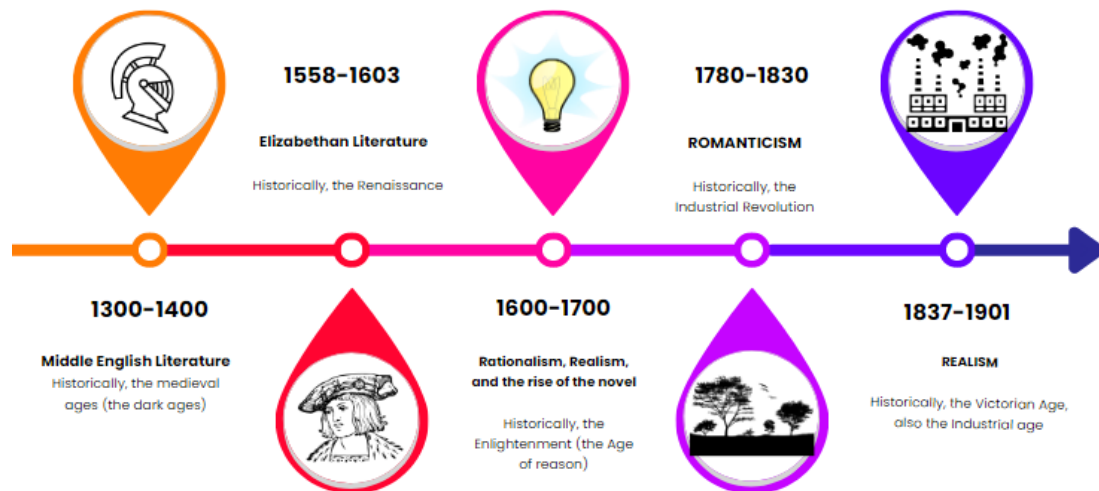 1558-1603
Elizabethan Literature
Historically, the Renaissance
1780-1830
ROMANTICISM
Historically, the
Industrial Revolution
1300-1400
Middle English Literature
Historically, the medieval
ages (the dark ages)
1600-1700
Rationalism, Realism,
and the rise of the novel
Historically, the
Enlightenment (the Age
of reason)
1837-1901
REALISM
Historically, the Victorian Age,
also the Industrial age